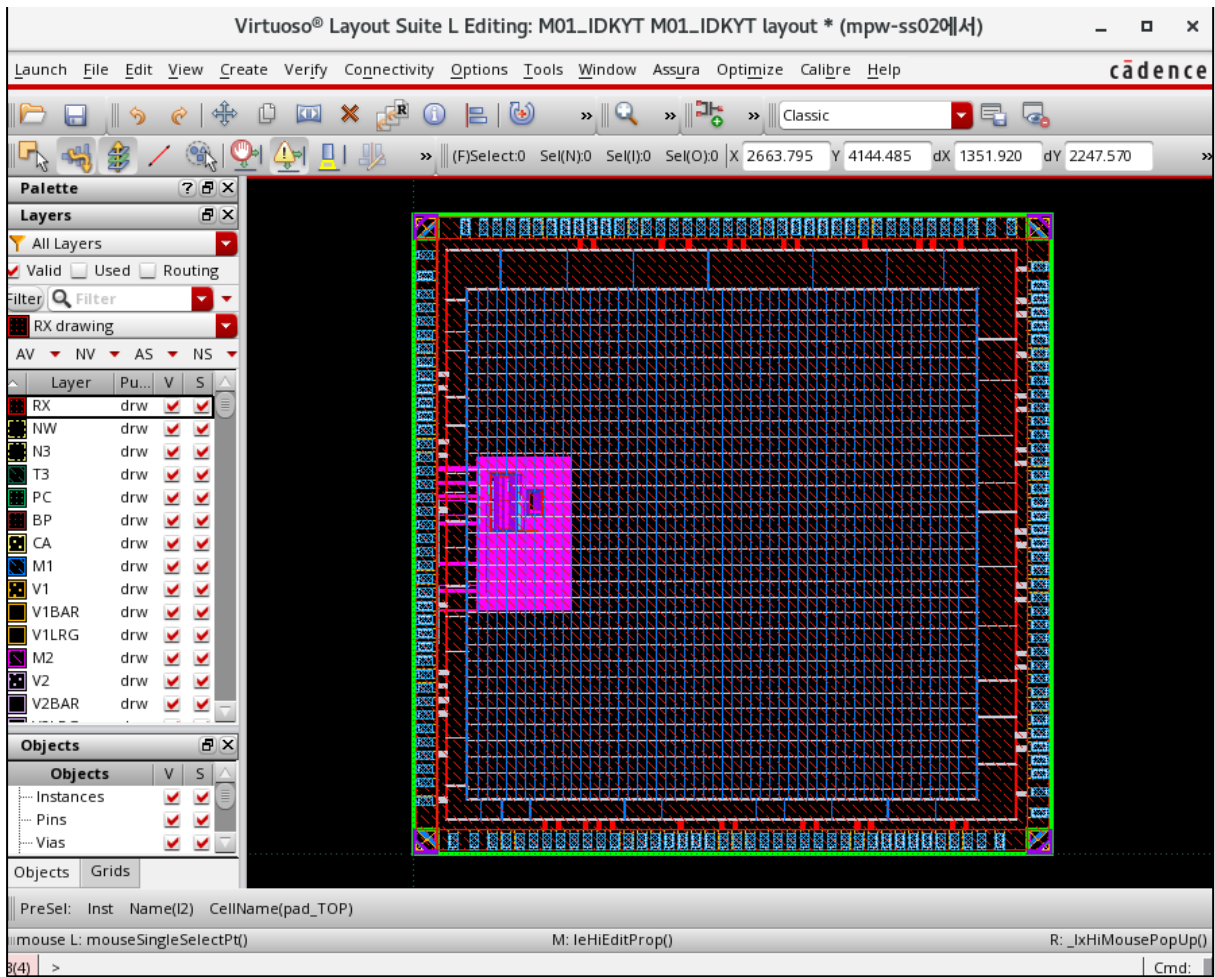 Virtuoso® Layout Suite L Editing: M01_IDKYT M01_IDKYT layout * (mpw-ss02에서)
Launch File Edit View Create Verify Connectivity Options Tools Window Assura Optimize Calibre Help cādence
R » » » Classic
» (F)Select:0 Sel(N):0 Sel(I):0 Sel(O):0 X 2663.795 Y 4144.485 dX 1351.920 dY 2247.570 »
Palette
Layers
All Layers
Valid Used Routing
Filter Filter
RX drawing
AV NV AS NS
Layer Pu... V S
RX drw
NW drw
N3 drw
T3 drw
PC drw
BP drw
CA drw
M1 drw
V1 drw
V1BAR drw
V1LRG drw
M2 drw
V2 drw
V2BAR drw
Objects
Objects V S
Instances
Pins
Vias
Objects Grids
PreSel: Inst Name(I2) CellName(pad_TOP)
mouse L: mouseSingleSelectPt() M: leHiEditProp() R: _lxHiMousePopUp()
3(4) > Cmd: